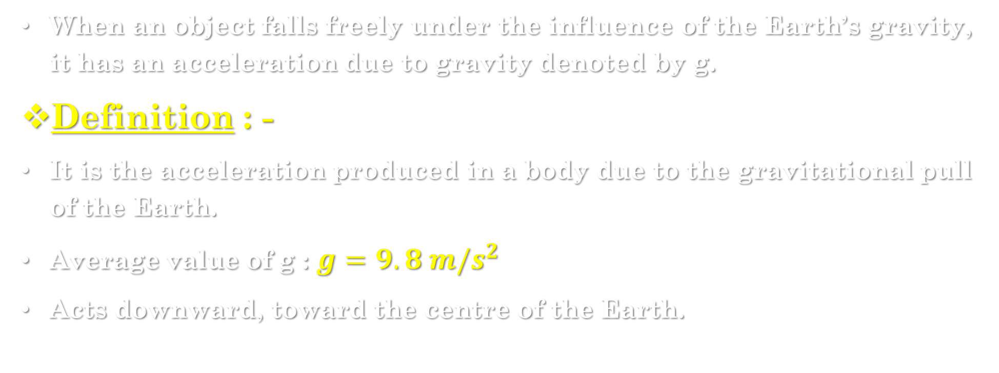 • When an object falls freely under the influence of the Earth’s gravity,
it has an acceleration due to gravity denoted by g.
❖Definition : -
• It is the acceleration produced in a body due to the gravitational pull
of the Earth.
• Average value of g : g = 9.8 m/s²
• Acts downward, toward the centre of the Earth.